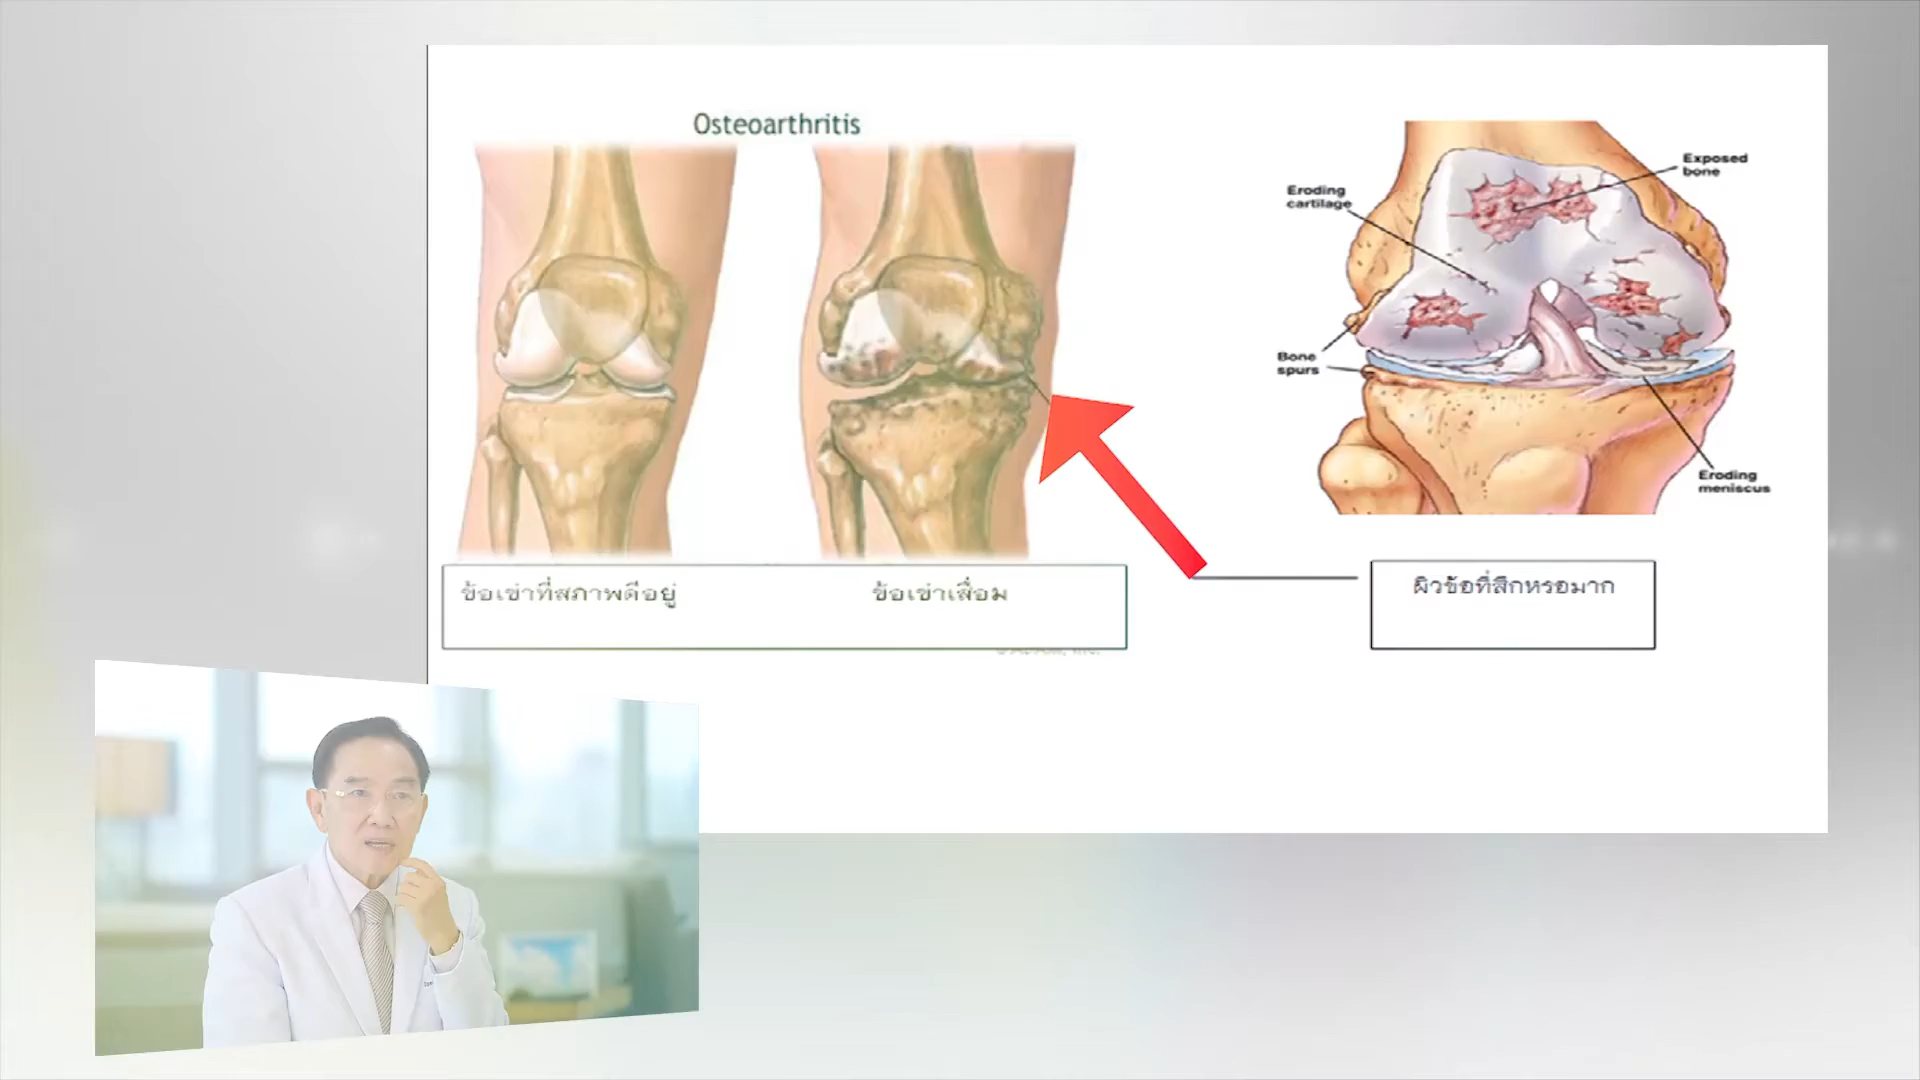 Osteoarthritis
Exposed
bone
Eroding
cartilage
Bone
spurs
Eroding
meniscus
ข้อเข่าที่สภาพดีอยู่
ข้อเข่าเสื่อม
ผิวข้อที่สึกหรอมาก